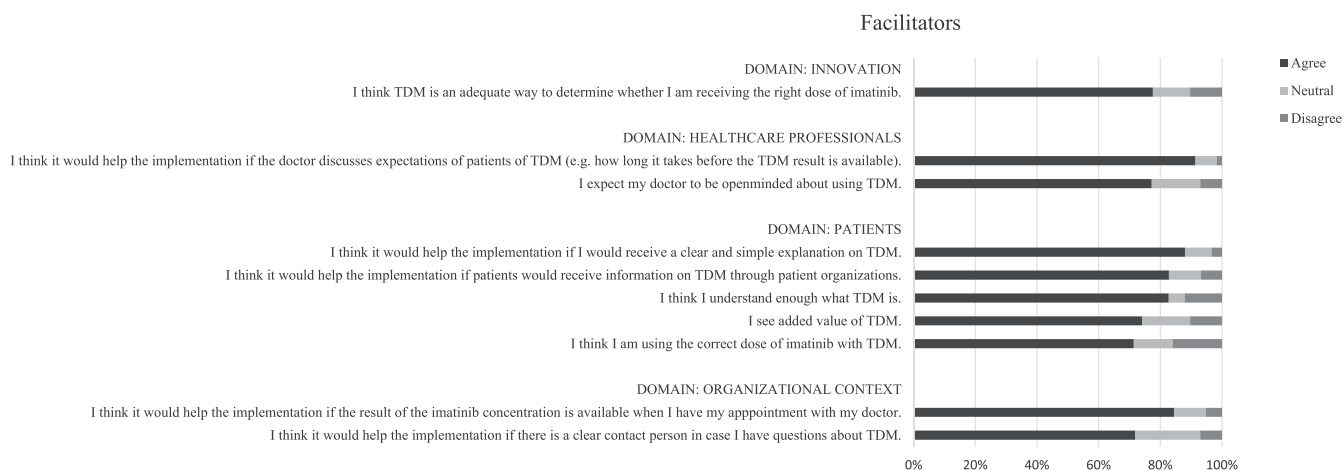 Facilitators
DOMAIN: INNOVATION
I think TDM is an adequate way to determine whether I am receiving the right dose of imatinib.
DOMAIN: HEALTHCARE PROFESSIONALS
I think it would help the implementation if the doctor discusses expectations of patients of TDM (e.g. how long it takes before the TDM result is available).
I expect my doctor to be openminded about using TDM.
DOMAIN: PATIENTS
I think it would help the implementation if I would receive a clear and simple explanation on TDM.
I think it would help the implementation if patients would receive information on TDM through patient organizations.
I think I understand enough what TDM is.
I see added value of TDM.
I think I am using the correct dose of imatinib with TDM.
DOMAIN: ORGANIZATIONAL CONTEXT
I think it would help the implementation if the result of the imatinib concentration is available when I have my apppointment with my doctor.
I think it would help the implementation if there is a clear contact person in case I have questions about TDM.
0% 20% 40% 60% 80% 100%
Agree
Neutral
Disagree